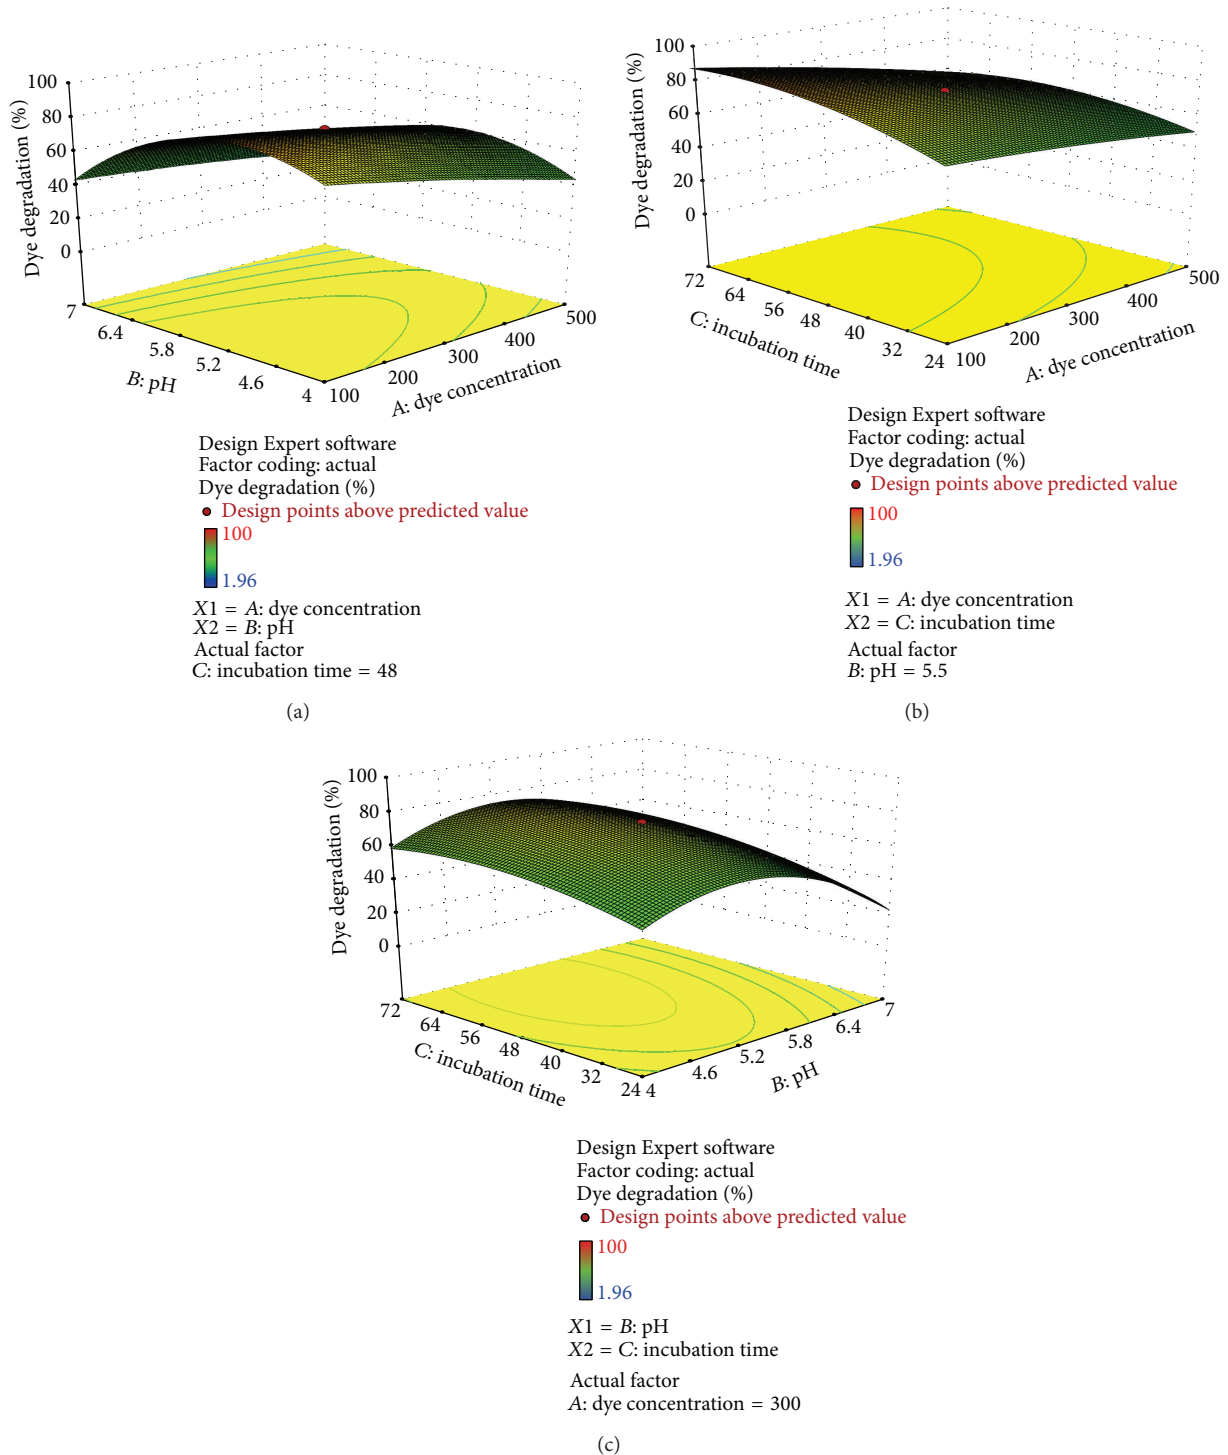 100
80
60
40
20
0
Dye degradation (%)
7
6.4
5.8
5.2
4.6
4
B: pH
100
200
300
400
500
A: dye concentration
Design Expert software
Factor coding: actual
Dye degradation (%)
Design points above predicted value
100
1.96
X1 = A: dye concentration
X2 = B: pH
Actual factor
C: incubation time = 48
(a)
100
80
60
40
20
0
Dye degradation (%)
72
64
56
48
40
32
24
C: incubation time
100
200
300
400
500
A: dye concentration
Design Expert software
Factor coding: actual
Dye degradation (%)
Design points above predicted value
100
1.96
X1 = A: dye concentration
X2 = C: incubation time
Actual factor
B: pH = 5.5
(b)
100
80
60
40
20
0
Dye degradation (%)
72
64
56
48
40
32
24
C: incubation time
4
4.6
5.2
5.8
6.4
7
B: pH
Design Expert software
Factor coding: actual
Dye degradation (%)
Design points above predicted value
100
1.96
X1 = B: pH
X2 = C: incubation time
Actual factor
A: dye concentration = 300
(c)